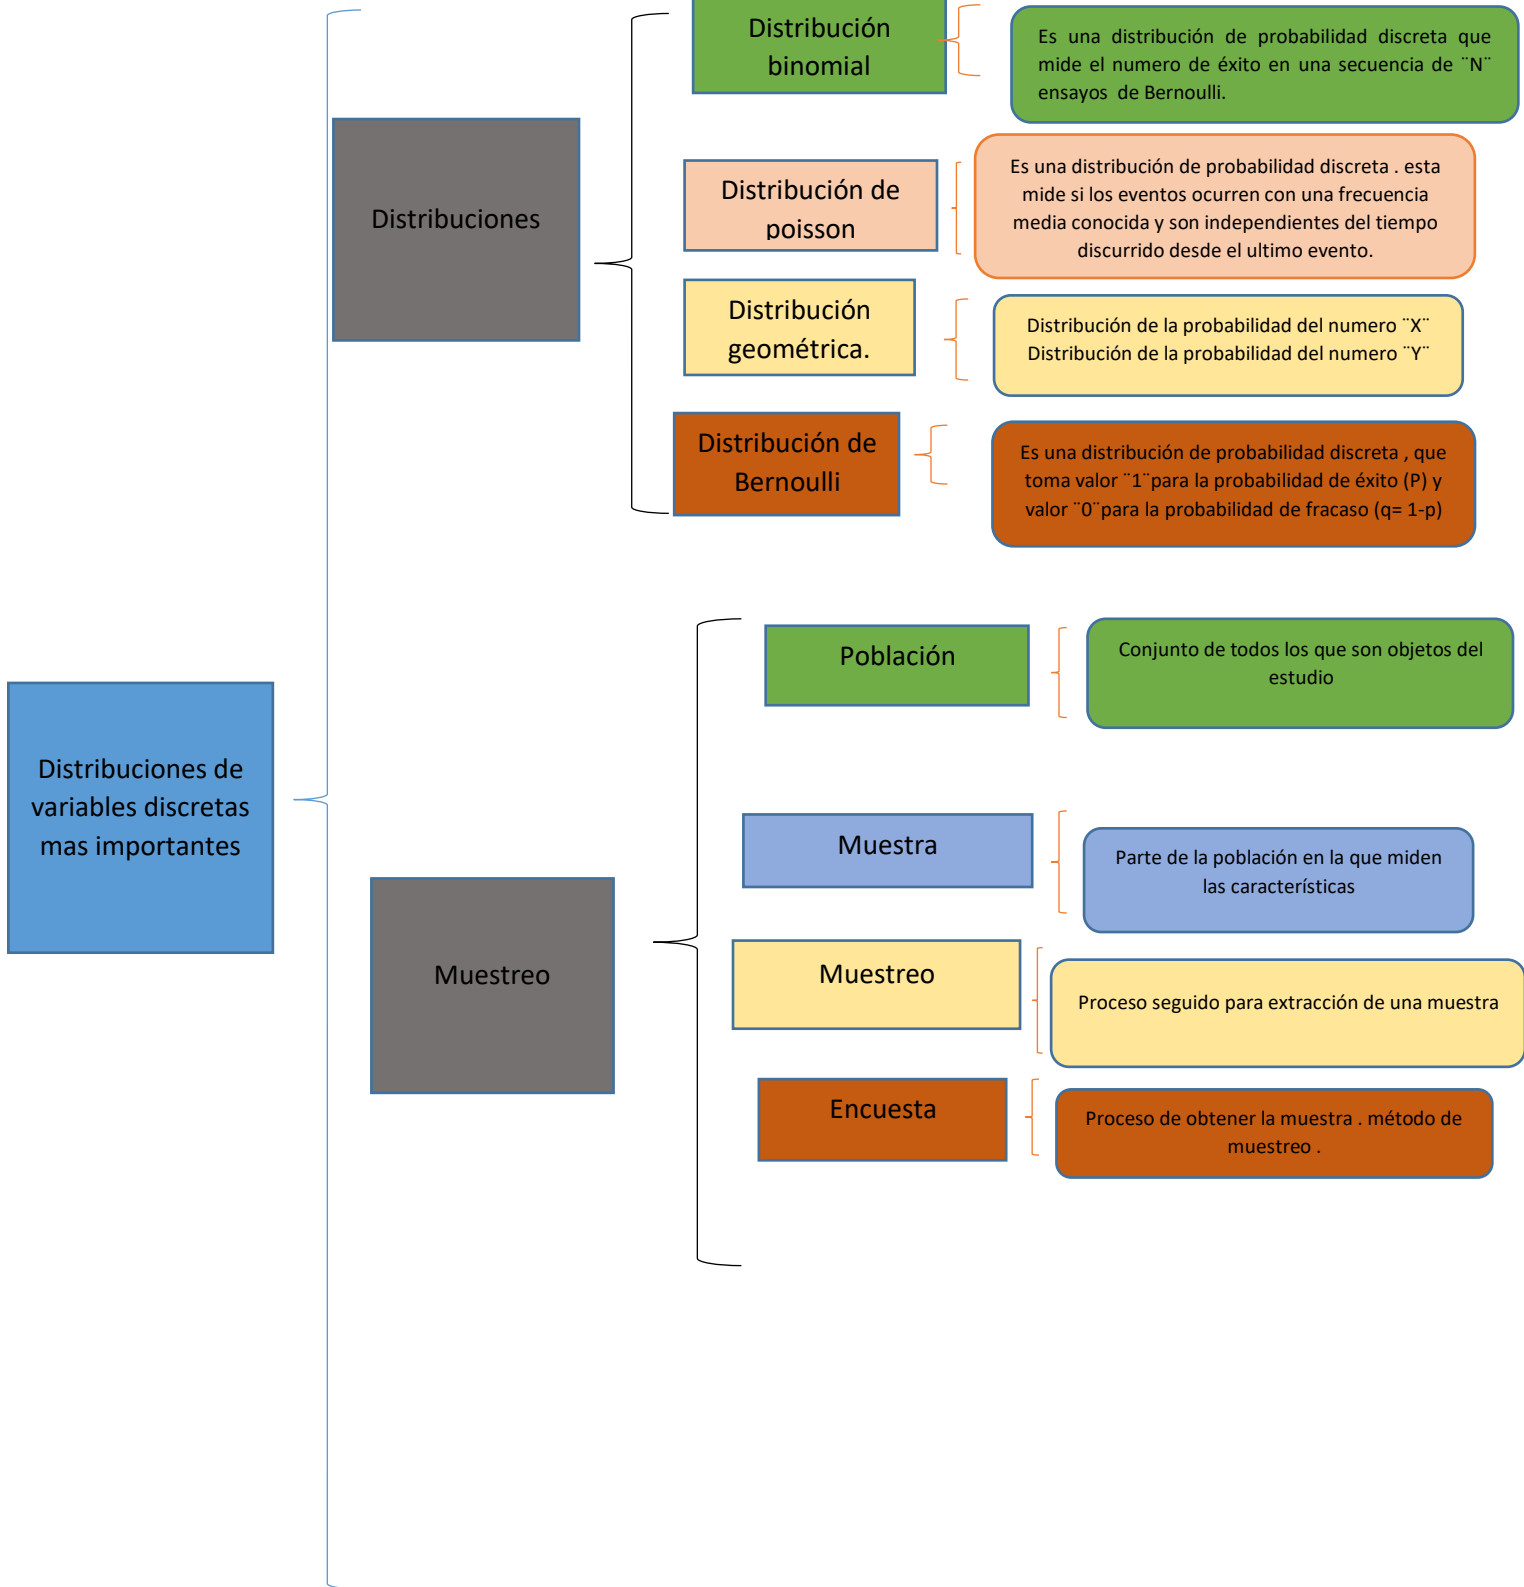 Distribuciones de
variables discretas
mas importantes
Distribuciones
Distribución
binomial
Es una distribución de probabilidad discreta que
mide el numero de éxito en una secuencia de ¨N¨
ensayos de Bernoulli.
Distribución de
poisson
Es una distribución de probabilidad discreta . esta
mide si los eventos ocurren con una frecuencia
media conocida y son independientes del tiempo
discurrido desde el ultimo evento.
Distribución
geométrica.
Distribución de la probabilidad del numero ¨X¨
Distribución de la probabilidad del numero ¨Y¨
Distribución de
Bernoulli
Es una distribución de probabilidad discreta , que
toma valor ¨1¨para la probabilidad de éxito (P) y
valor ¨0¨para la probabilidad de fracaso (q= 1-p)
Muestreo
Población
Conjunto de todos los que son objetos del
estudio
Muestra
Parte de la población en la que miden
las característícas
Muestreo
Proceso seguido para extracción de una muestra
Encuesta
Proceso de obtener la muestra . método de
muestreo .